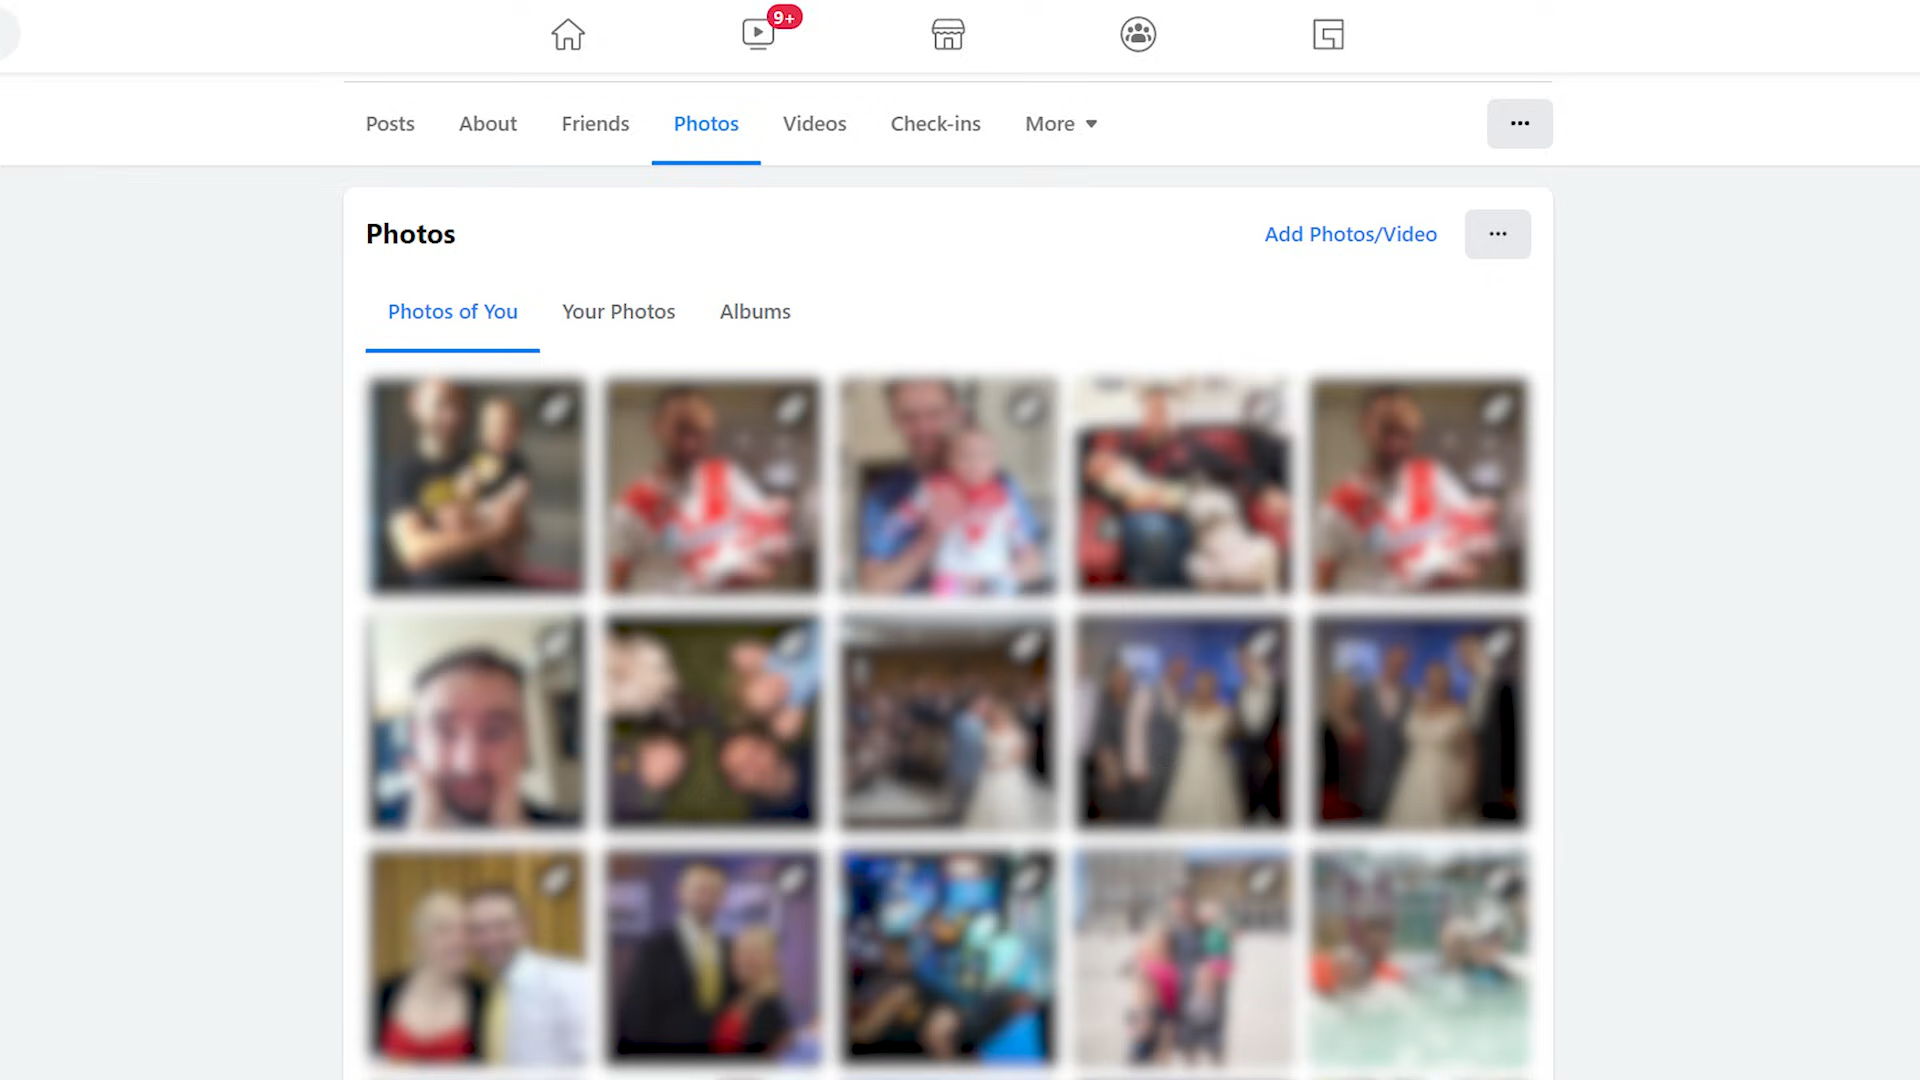 9+
Posts About Friends Photos Videos Check-ins More
Photos Add Photos/Video
Photos of You Your Photos Albums